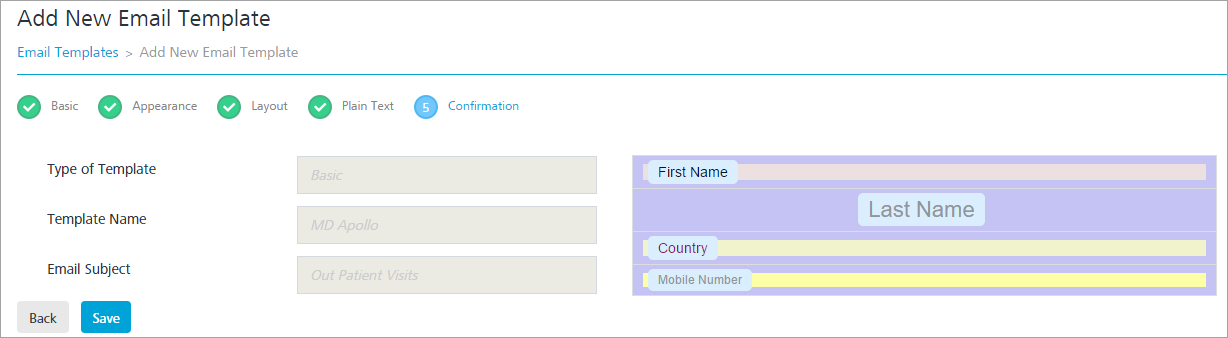 Add New Email Template
Email Templates > Add New Email Template
Basic Appearance Layout Plain Text 5 Confirmation
Type of Template Basic
Template Name MD Apollo
Email Subject Out Patient Visits
Back Save
First Name
Last Name
Country
Mobile Number